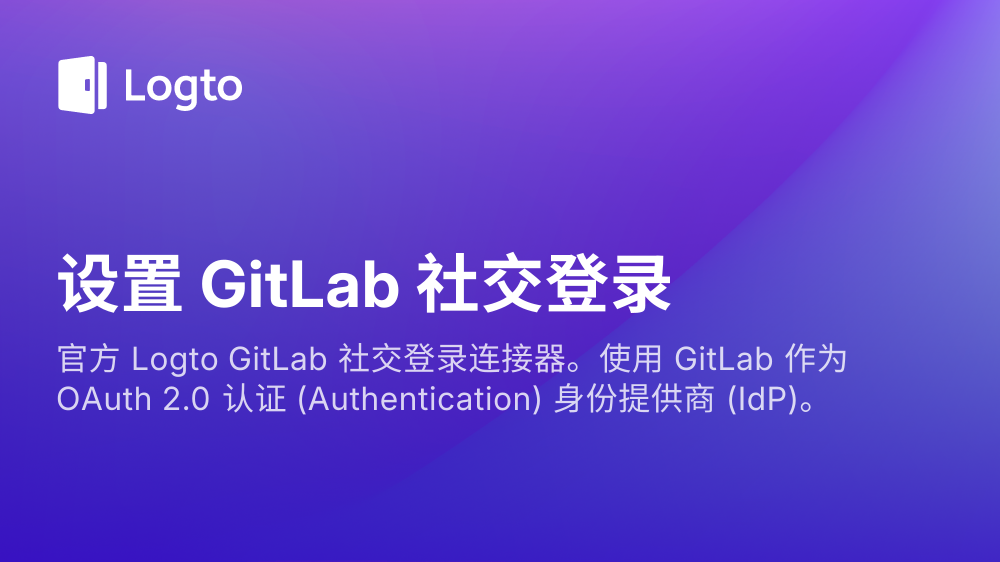 Logto
设置 GitLab 社交登录
官方 Logto GitLab 社交登录连接器。使用 GitLab 作为
OAuth 2.0 认证 (Authentication) 身份提供商 (IdP)。